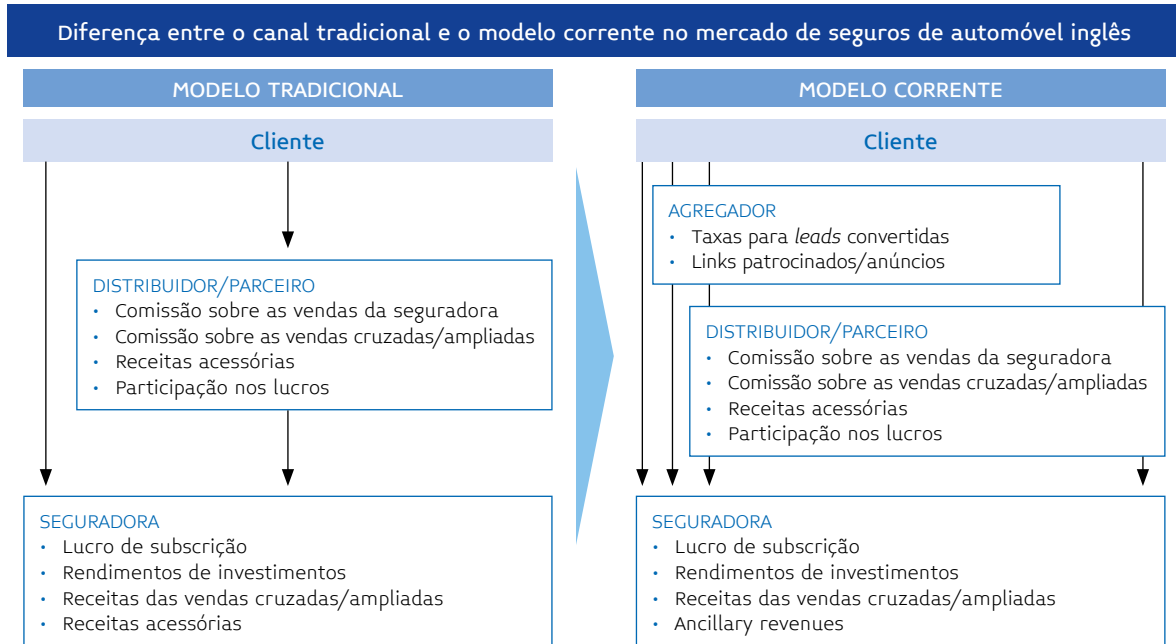 Diferença entre o canal tradicional e o modelo corrente no mercado de seguros de automóvel inglês
MODELO TRADICIONAL
Cliente
DISTRIBUIDOR/PARCEIRO
• Comissão sobre as vendas da seguradora
• Comissão sobre as vendas cruzadas/ampliadas
• Receitas acessórias
• Participação nos lucros
SEGURADORA
• Lucro de subscrição
• Rendimentos de investimentos
• Receitas das vendas cruzadas/ampliadas
• Receitas acessórias
MODELO CORRENTE
Cliente
AGREGADOR
• Taxas para leads convertidas
• Links patrocinados/anúncios
DISTRIBUIDOR/PARCEIRO
• Comissão sobre as vendas da seguradora
• Comissão sobre as vendas cruzadas/ampliadas
• Receitas acessórias
• Participação nos lucros
SEGURADORA
• Lucro de subscrição
• Rendimentos de investimentos
• Receitas das vendas cruzadas/ampliadas
• Ancillary revenues